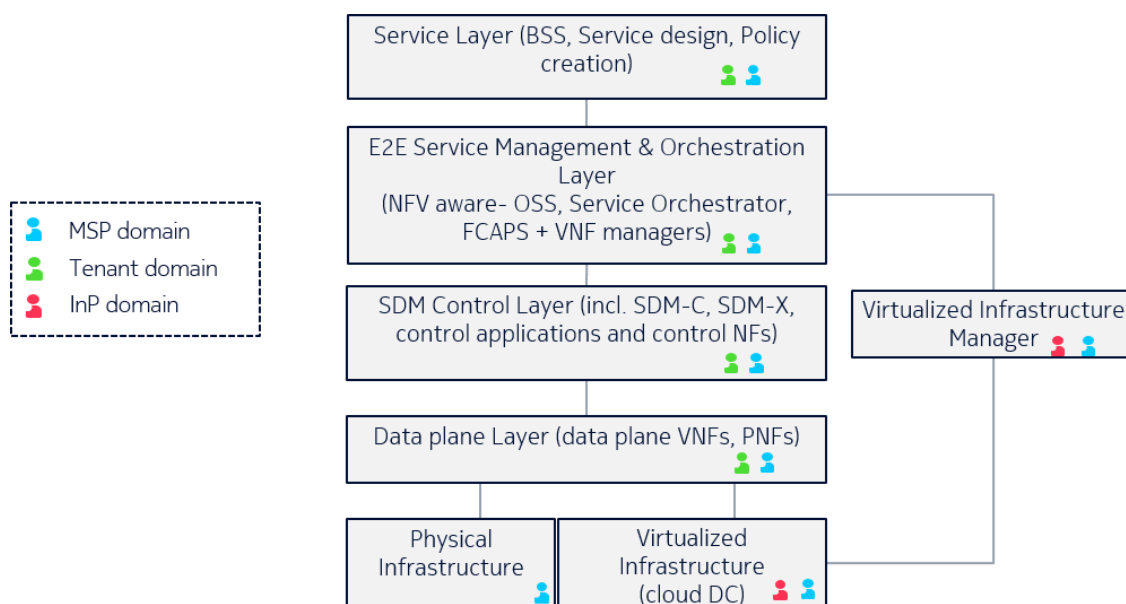 Service Layer (BSS, Service design, Policy
creation)
E2E Service Management & Orchestration
Layer
(NFV aware- OSS, Service Orchestrator,
FCAPS + VNF managers)
MSP domain
Tenant domain
InP domain
SDM Control Layer (incl. SDM-C, SDM-X,
control applications and control NFs)
Virtualized Infrastructure
Manager
Data plane Layer (data plane VNFs, PNFs)
Physical
Infrastructure
Virtualized
Infrastructure
(cloud DC)